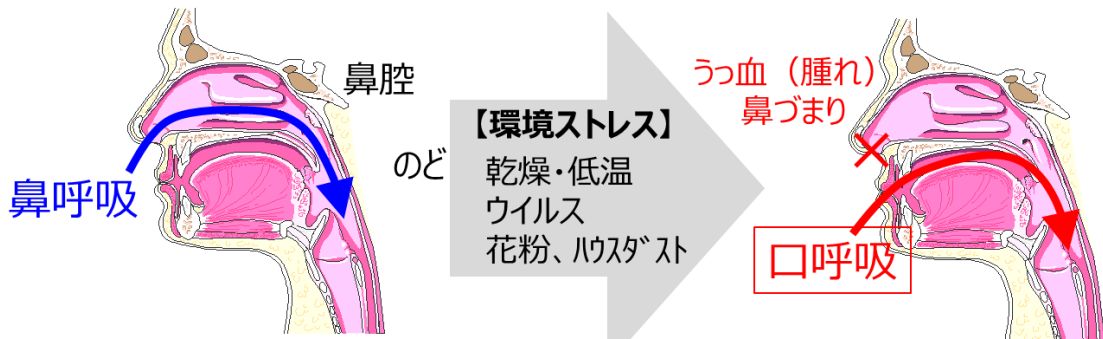 鼻腔
のど
鼻呼吸
【環境ストレス】
乾燥・低温
ウイルス
花粉、ﾊｳｽﾀﾞｽﾄ
うっ血（腫れ）
鼻づまり
口呼吸